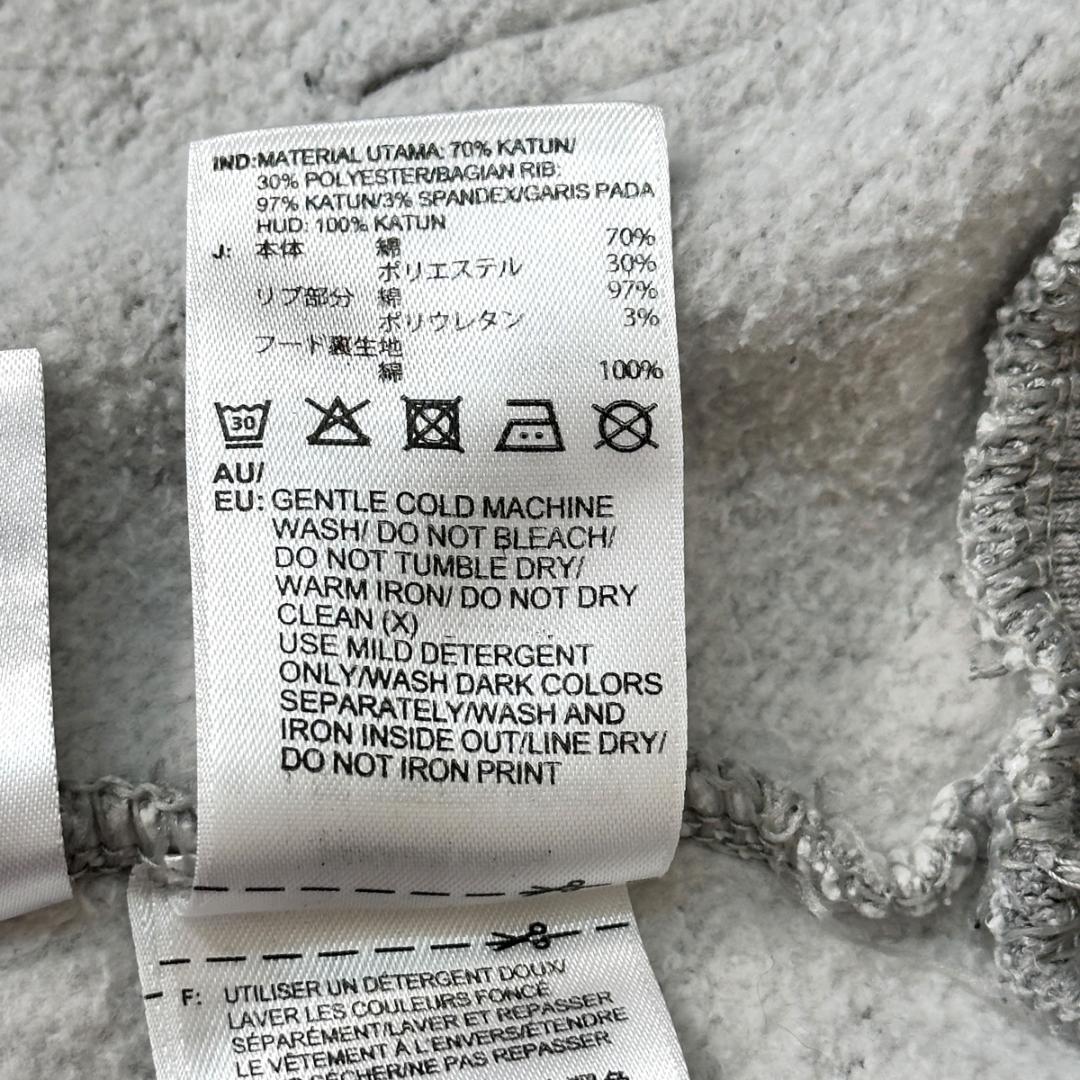 IND:MATERIAL UTAMA: 70% KATUN/
30% POLYESTER/BAGIAN RIB:
97% KATUN/3% SPANDEX/GARIS PADA
HUD: 100% KATUN
J: 本体 綿 70%
ポリエステル 30%
リブ部分 綿 97%
ポリウレタン 3%
フード裏生地
綿 100%
30
AU/
EU: GENTLE COLD MACHINE
WASH/ DO NOT BLEACH/
DO NOT TUMBLE DRY/
WARM IRON/ DO NOT DRY
CLEAN (X)
USE MILD DETERGENT
ONLY/WASH DARK COLORS
SEPARATELY/WASH AND
IRON INSIDE OUT/LINE DRY/
DO NOT IRON PRINT
F: UTILISER UN DÉTERGENT DOUX/
LAVER LES COULEURS FONCÉ
SÉPARÉMENT/LAVER ET REPASSER
LE VÊTEMENT À L'ENVERS/ÉTENDRE
SÉCHER/NE PAS REPASSER